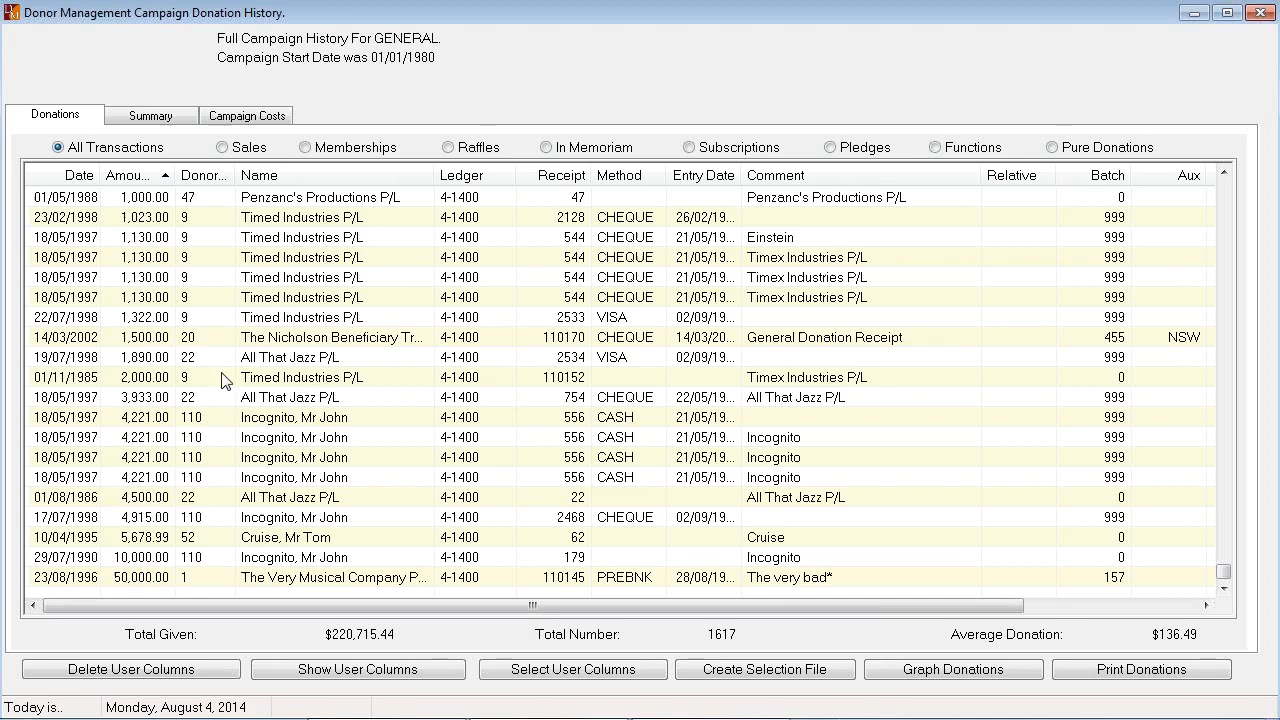 Donor Management Campaign Donation History.
Full Campaign History For GENERAL.
Campaign Start Date was 01/01/1980
Donations Summary Campaign Costs
All Transactions Sales Memberships Raffles In Memoriam Subscriptions Pledges Functions Pure Donations
Date Amou... Donor... Name Ledger Receipt Method Entry Date Comment Relative Batch Aux
01/05/1988 1,000.00 47 Penzanc's Productions P/L 4-1400 47 Penzanc's Productions P/L 0
23/02/1998 1,023.00 9 Timed Industries P/L 4-1400 2128 CHEQUE 26/02/19... 999
18/05/1997 1,130.00 9 Timed Industries P/L 4-1400 544 CHEQUE 21/05/19... Einstein 999
18/05/1997 1,130.00 9 Timed Industries P/L 4-1400 544 CHEQUE 21/05/19... Timex Industries P/L 999
18/05/1997 1,130.00 9 Timed Industries P/L 4-1400 544 CHEQUE 21/05/19... Timex Industries P/L 999
18/05/1997 1,130.00 9 Timed Industries P/L 4-1400 544 CHEQUE 21/05/19... Timex Industries P/L 999
22/07/1998 1,322.00 9 Timed Industries P/L 4-1400 2533 VISA 02/09/19... 999
14/03/2002 1,500.00 20 The Nicholson Beneficiary Tr... 4-1400 110170 CHEQUE 14/03/20... General Donation Receipt 455 NSW
19/07/1998 1,890.00 22 All That Jazz P/L 4-1400 2534 VISA 02/09/19... 999
01/11/1985 2,000.00 9 Timed Industries P/L 4-1400 110152 Timex Industries P/L 0
18/05/1997 3,933.00 22 All That Jazz P/L 4-1400 754 CHEQUE 22/05/19... All That Jazz P/L 999
18/05/1997 4,221.00 110 Incognito, Mr John 4-1400 556 CASH 21/05/19... 999
18/05/1997 4,221.00 110 Incognito, Mr John 4-1400 556 CASH 21/05/19... Incognito 999
18/05/1997 4,221.00 110 Incognito, Mr John 4-1400 556 CASH 21/05/19... Incognito 999
18/05/1997 4,221.00 110 Incognito, Mr John 4-1400 556 CASH 21/05/19... Incognito 999
01/08/1986 4,500.00 22 All That Jazz P/L 4-1400 22 All That Jazz P/L 0
17/07/1998 4,915.00 110 Incognito, Mr John 4-1400 2468 CHEQUE 02/09/19... 999
10/04/1995 5,678.99 52 Cruise, Mr Tom 4-1400 62 Cruise 0
29/07/1990 10,000.00 110 Incognito, Mr John 4-1400 179 Incognito 0
23/08/1996 50,000.00 1 The Very Musical Company P... 4-1400 110145 PREBNK 28/08/19... The very bad* 157
Total Given: $220,715.44 Total Number: 1617 Average Donation: $136.49
Delete User Columns Show User Columns Select User Columns Create Selection File Graph Donations Print Donations
Today is.. Monday, August 4, 2014